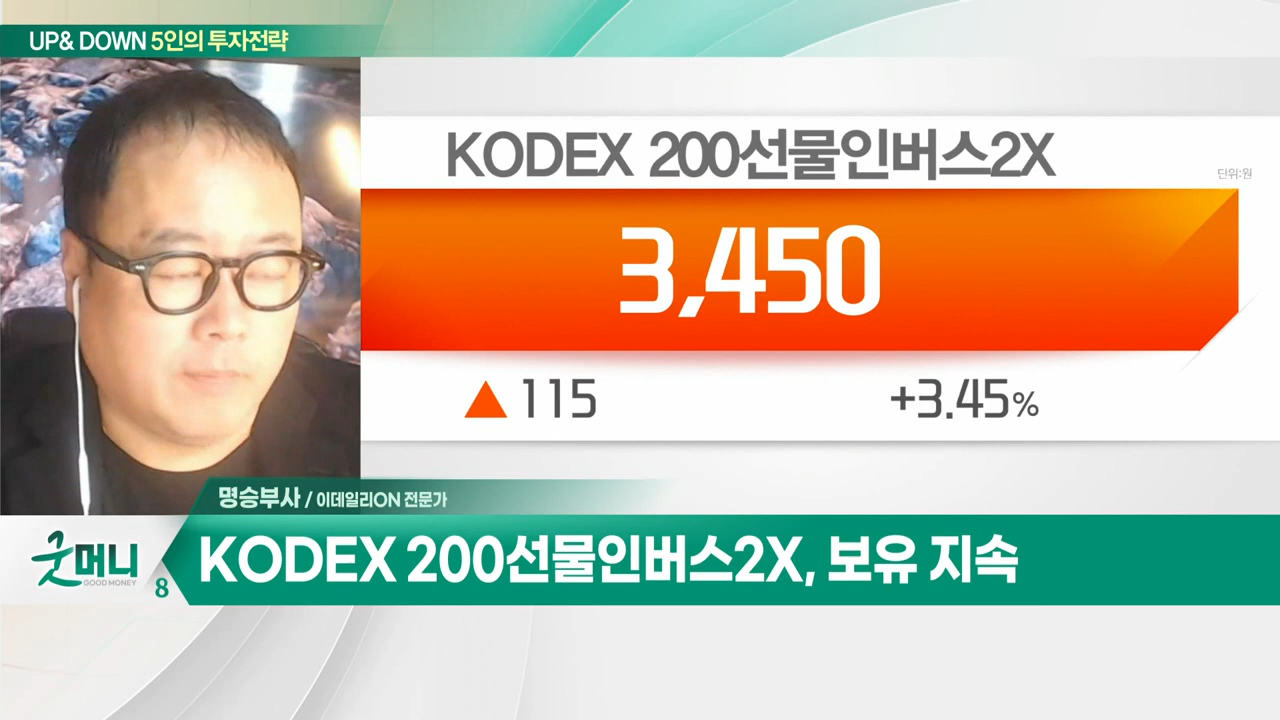 UP& DOWN 5인의 투자전략
KODEX 200선물인버스2X
단위:원
3,450
▲ 115
+3.45%
명승부사 / 이데일리ON 전문가
굿머니
GOOD MONEY
8
KODEX 200선물인버스2X, 보유 지속